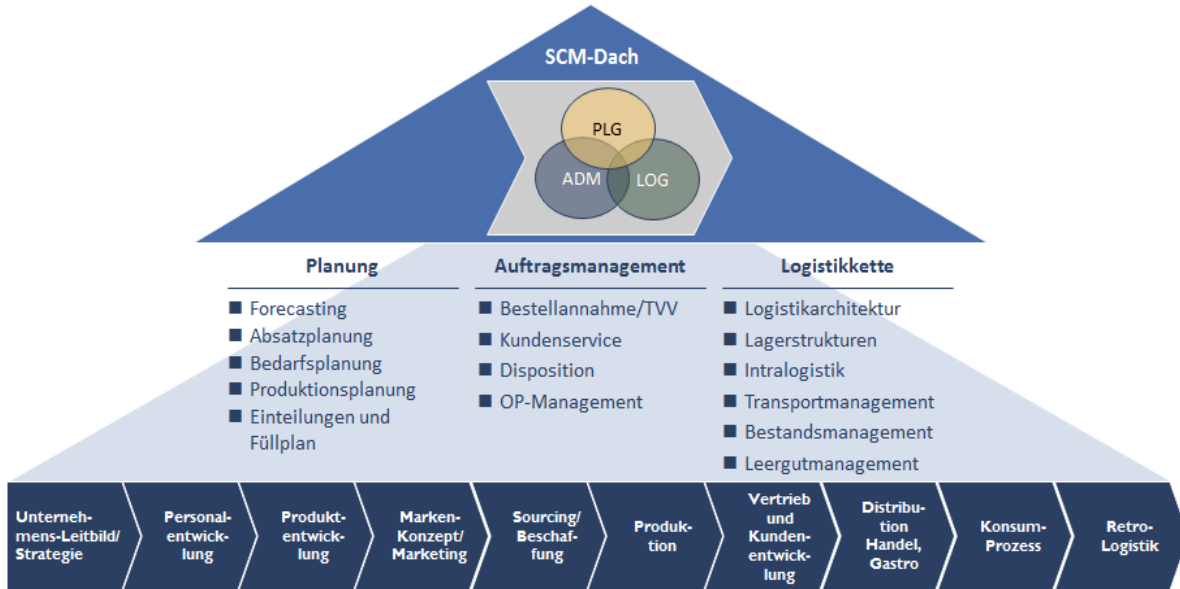 SCM-Dach
PLG
ADM
LOG
Planung
■ Forecasting
■ Absatzplanung
■ Bedarfsplanung
■ Produktionsplanung
■ Einteilungen und
Füllplan
Auftragsmanagement
■ Bestellannahme/TVV
■ Kundenservice
■ Disposition
■ OP-Management
Logistikkette
■ Logistikarchitektur
■ Lagerstrukturen
■ Intralogistik
■ Transportmanagement
■ Bestandsmanagement
■ Leergutmanagement
Unterneh-
mens-Leitbild/
Strategie
Personal-
entwick-
lung
Produkt-
entwick-
lung
Marken-
Konzept/
Marketing
Sourcing/
Beschaf-
fung
Produk-
tion
Vertrieb
und
Kunden-
entwick-
lung
Distribu-
tion
Handel,
Gastro
Konsum-
Prozess
Retro-
Logistik